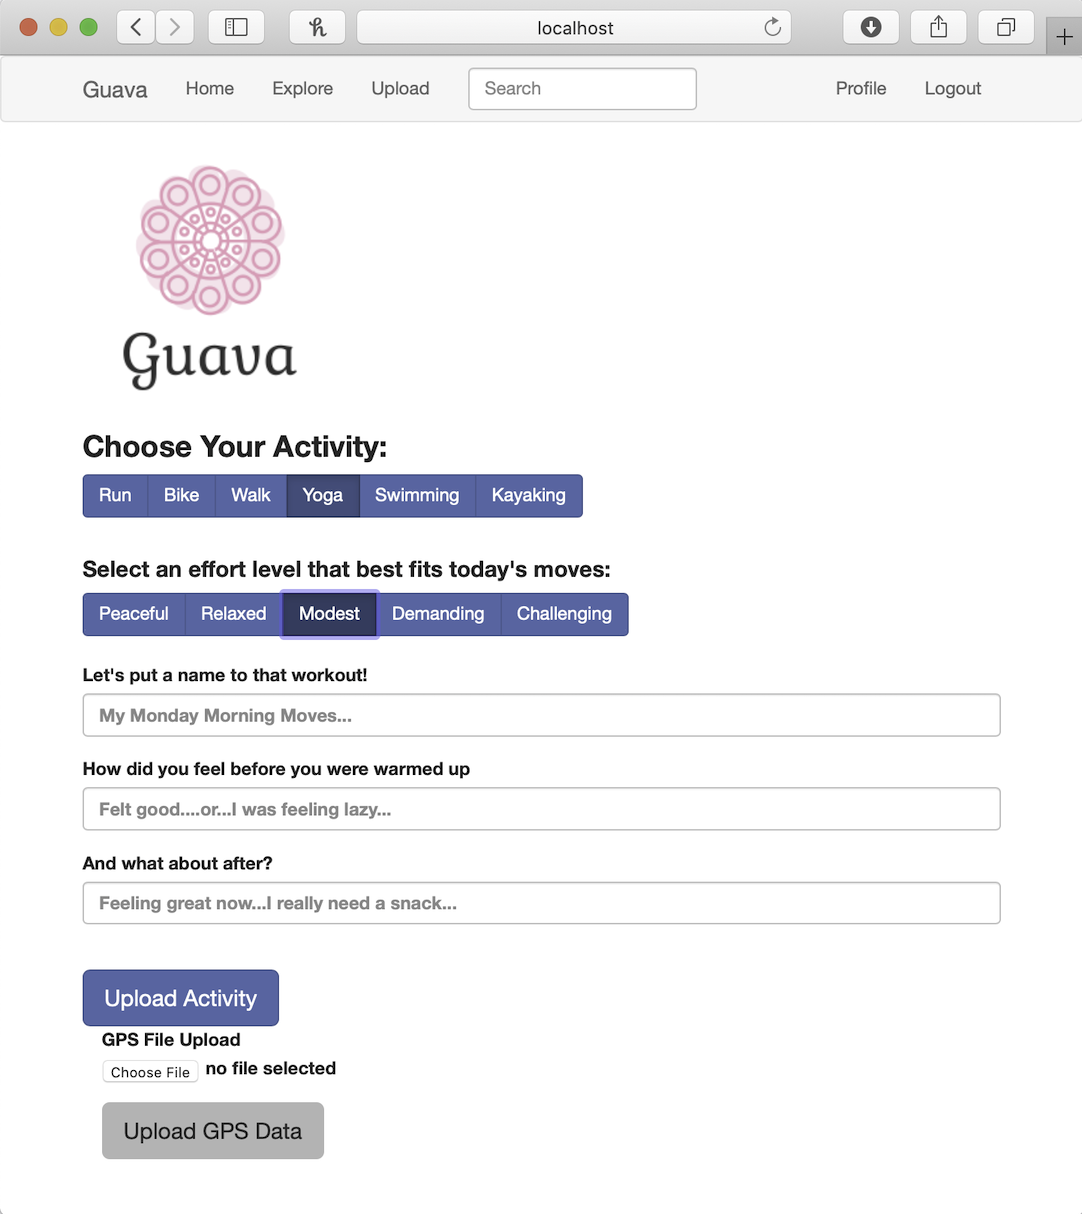 localhost
Guava Home Explore Upload Search Profile Logout
Guava
Choose Your Activity:
Run Bike Walk Yoga Swimming Kayaking
Select an effort level that best fits today's moves:
Peaceful Relaxed Modest Demanding Challenging
Let's put a name to that workout!
My Monday Morning Moves...
How did you feel before you were warmed up
Felt good....or...I was feeling lazy...
And what about after?
Feeling great now...I really need a snack...
Upload Activity
GPS File Upload
Choose File no file selected
Upload GPS Data